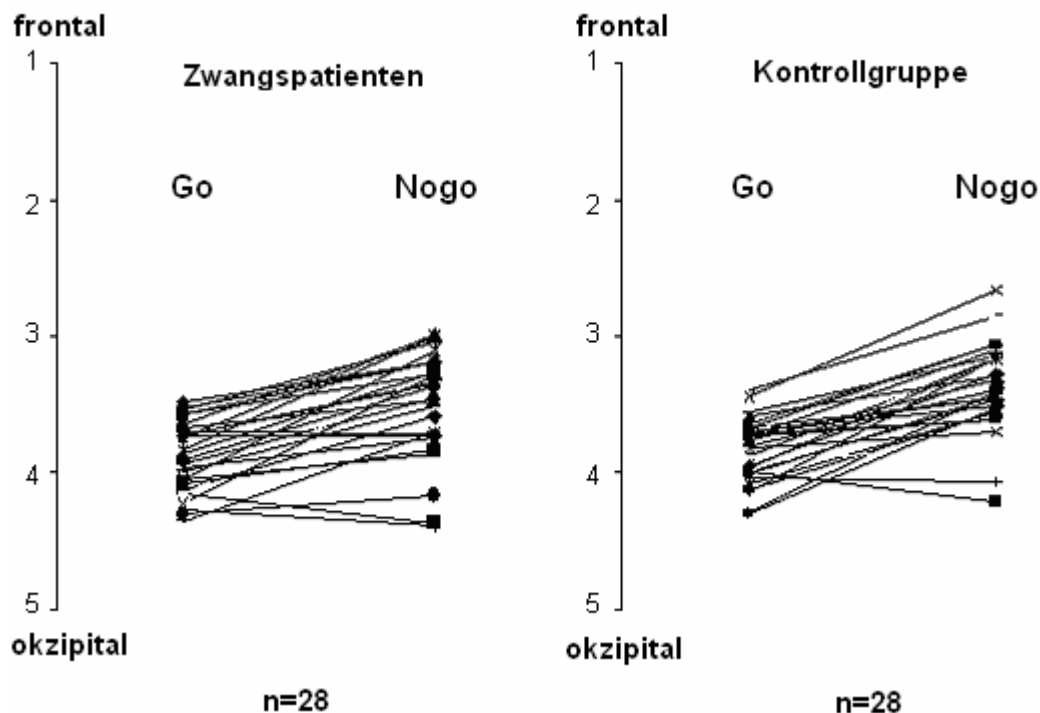 frontal
1
Zwangspatienten
Go
Nogo
2
3
4
5
okzipital
n=28
frontal
1
Kontrollgruppe
Go
Nogo
2
3
4
5
okzipital
n=28